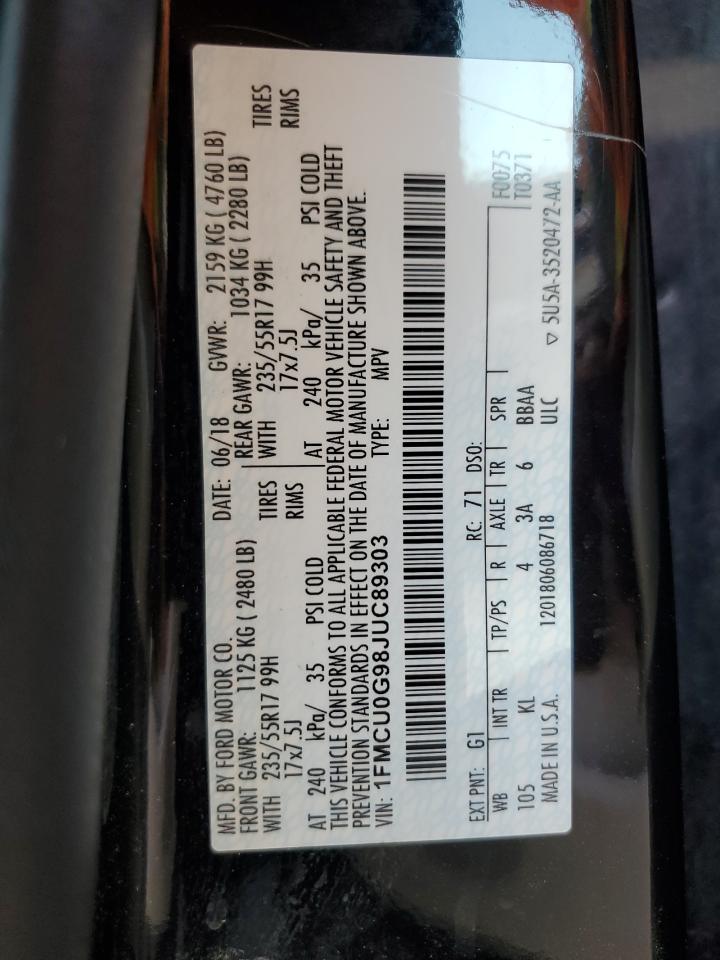 MFD. BY FORD MOTOR CO.
DATE: 06/18 GVWR: 2159 KG ( 4760 LB)
FRONT GAWR: 1125 KG ( 2480 LB) REAR GAWR: 1034 KG ( 2280 LB)
WITH 235/55R17 99H TIRES WITH 235/55R17 99H TIRES
17x7.5J RIMS 17x7.5J RIMS
AT 240 kPa/ 35 PSI COLD AT 240 kPa/ 35 PSI COLD
THIS VEHICLE CONFORMS TO ALL APPLICABLE FEDERAL MOTOR VEHICLE SAFETY AND THEFT
PREVENTION STANDARDS IN EFFECT ON THE DATE OF MANUFACTURE SHOWN ABOVE.
VIN: 1FMCU0G98JUC89303 TYPE: MPV
EXT PNT: G1 RC: 71 DSO: F0075
WB INT TR TP/PS R AXLE TR SPR T0371
105 KL 4 3A 6 BBAA
MADE IN U.S.A. 1201806086718 ULC ▽ 5U5A-3520472-AA